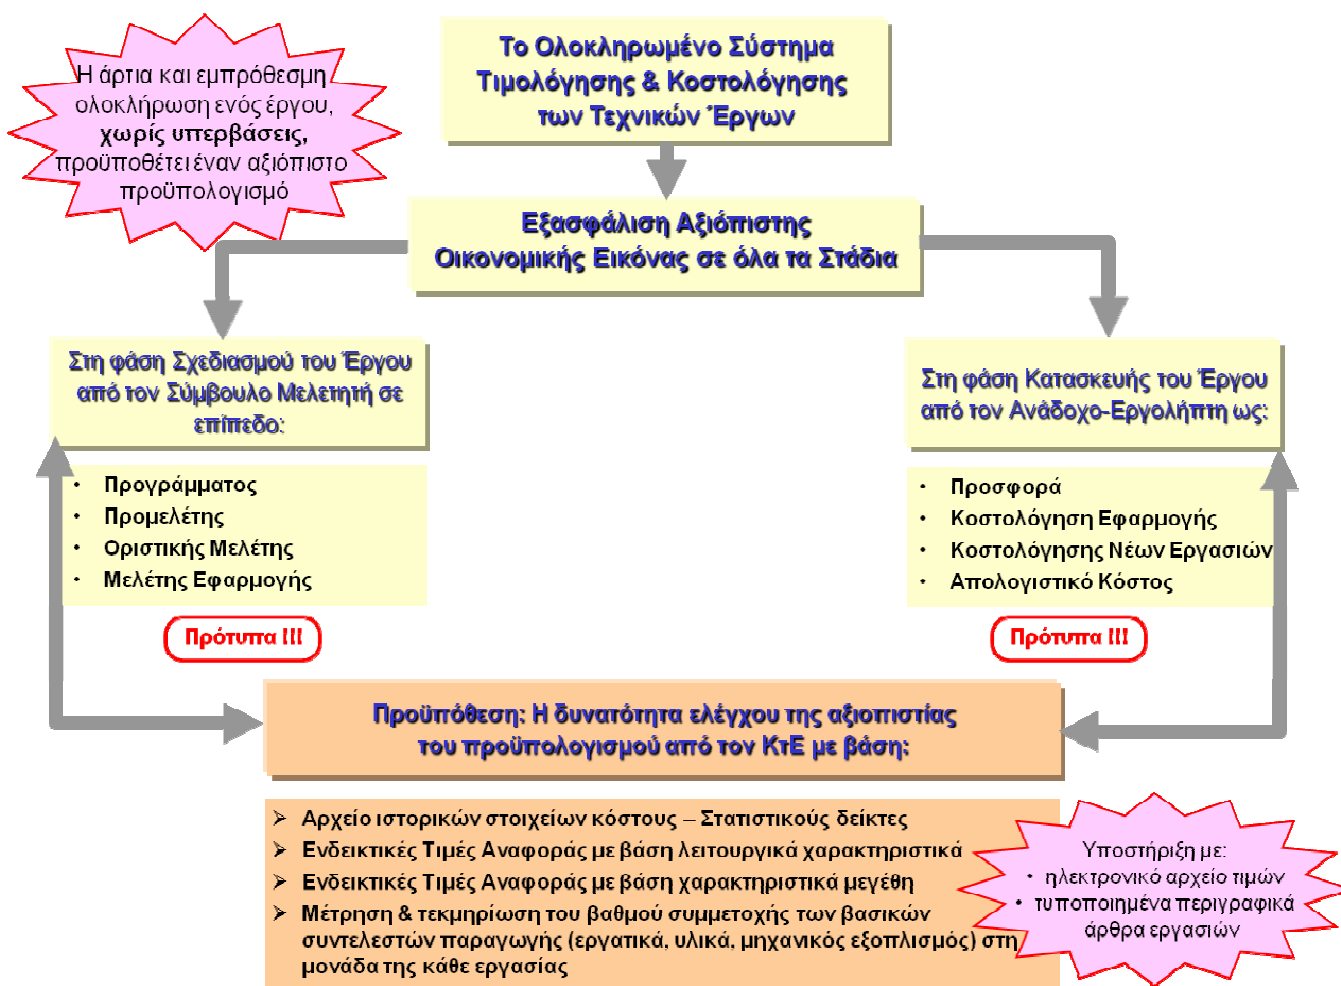 Η άρτια και εμπρόθεσμη
ολοκλήρωση ενός έργου,
χωρίς υπερβάσεις,
προϋποθέτει έναν αξιόπιστο
προϋπολογισμό
Το Ολοκληρωμένο Σύστημα
Τιμολόγησης & Κοστολόγησης
των Τεχνικών Έργων
Εξασφάλιση Αξιόπιστης
Οικονομικής Εικόνας σε όλα τα Στάδια
Στη φάση Σχεδιασμού του Έργου
από τον Σύμβουλο Μελετητή σε
επίπεδο:
• Προγράμματος
• Προμελέτης
• Οριστικής Μελέτης
• Μελέτης Εφαρμογής
Πρότυπα !!!
Στη φάση Κατασκευής του Έργου
από τον Ανάδοχο-Εργολήπτη ως:
• Προσφορά
• Κοστολόγηση Εφαρμογής
• Κοστολόγησης Νέων Εργασιών
• Απολογιστικό Κόστος
Πρότυπα !!!
Προϋπόθεση: Η δυνατότητα ελέγχου της αξιοπιστίας
του προϋπολογισμού από τον ΚτΕ με βάση:
➢ Αρχείο ιστορικών στοιχείων κόστους – Στατιστικούς δείκτες
➢ Ενδεικτικές Τιμές Αναφοράς με βάση λειτουργικά χαρακτηριστικά
➢ Ενδεικτικές Τιμές Αναφοράς με βάση χαρακτηριστικά μεγέθη
➢ Μέτρηση & τεκμηρίωση του βαθμού συμμετοχής των βασικών
συντελεστών παραγωγής (εργατικά, υλικά, μηχανικός εξοπλισμός) στη
μονάδα της κάθε εργασίας
Υποστήριξη με:
• ηλεκτρονικό αρχείο τιμών
• τυποποιημένα περιγραφικά
άρθρα εργασιών